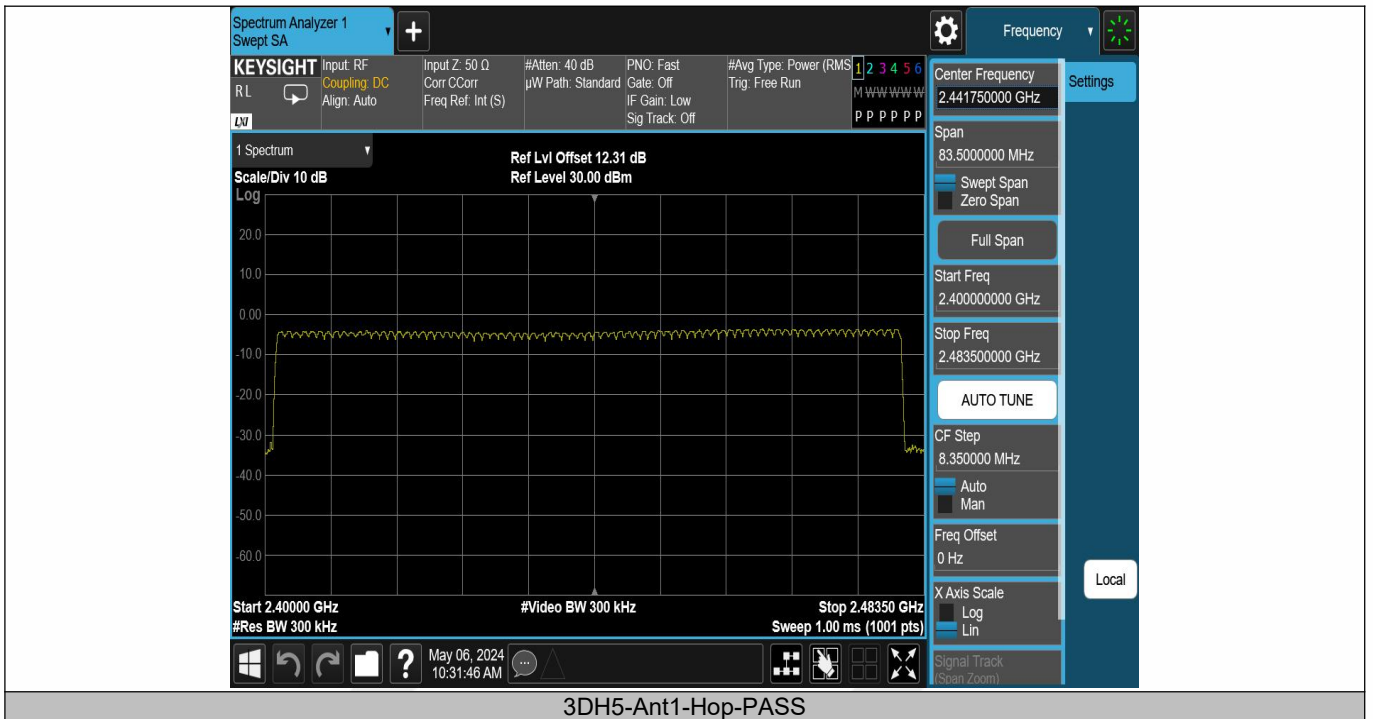 Spectrum Analyzer 1
Swept SA
+
Frequency
KEYSIGHT
RL
LXI
Input: RF
Coupling: DC
Align: Auto
Input Z: 50 Ω
Corr CCorr
Freq Ref: Int (S)
#Atten: 40 dB
µW Path: Standard
PNO: Fast
Gate: Off
IF Gain: Low
Sig Track: Off
#Avg Type: Power (RMS
Trig: Free Run
1 2 3 4 5 6
M W W W W W
P P P P P P
Center Frequency
2.441750000 GHz
Settings
Span
83.5000000 MHz
Swept Span
Zero Span
Full Span
Start Freq
2.400000000 GHz
Stop Freq
2.483500000 GHz
AUTO TUNE
CF Step
8.350000 MHz
Auto
Man
Freq Offset
0 Hz
X Axis Scale
Log
Lin
Signal Track
(Span Zoom)
Local
1 Spectrum
Scale/Div 10 dB
Ref Lvl Offset 12.31 dB
Ref Level 30.00 dBm
Log
20.0
10.0
0.00
-10.0
-20.0
-30.0
-40.0
-50.0
-60.0
Start 2.40000 GHz
#Video BW 300 kHz
Stop 2.48350 GHz
#Res BW 300 kHz
Sweep 1.00 ms (1001 pts)
?
May 06, 2024
10:31:46 AM
3DH5-Ant1-Hop-PASS